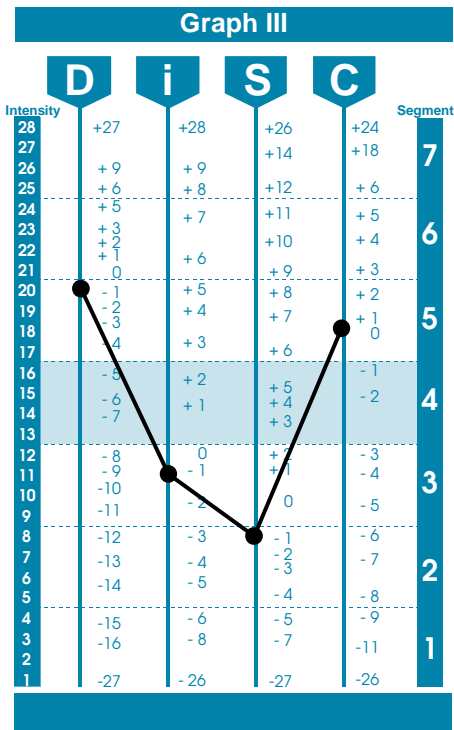 Graph III
D i S C
Intensity Segment
28 +27 +28 +26 +24
27 +14 +18 7
26 + 9 + 9
25 + 6 + 8 +12 + 6
24 + 5 + 7 +11 + 5
23 + 3 6
+ 2 +10 + 4
22 + 1 + 6
21 0 + 9 + 3
20 - 1 + 5 + 8 + 2
19 - 2 + 4 + 7 + 1 5
18 - 3 0
17 - 4 + 3 + 6
16 - 5 + 2 - 1
15 + 5 - 2
- 6 + 1 + 4 4
14 - 7 + 3
13
12 - 8 0 + 2 - 3
11 - 9 - 1 + 1 - 4 3
10 -10 - 2 0 - 5
9 -11
8 -12 - 3 - 1 - 6
7 -13 - 4 - 2 - 7
- 3 2
6 -14 - 5
5 - 4 - 8
4 -15 - 6 - 5 - 9
3 -16 - 8 - 7 -11 1
2
1 -27 - 26 -27 -26